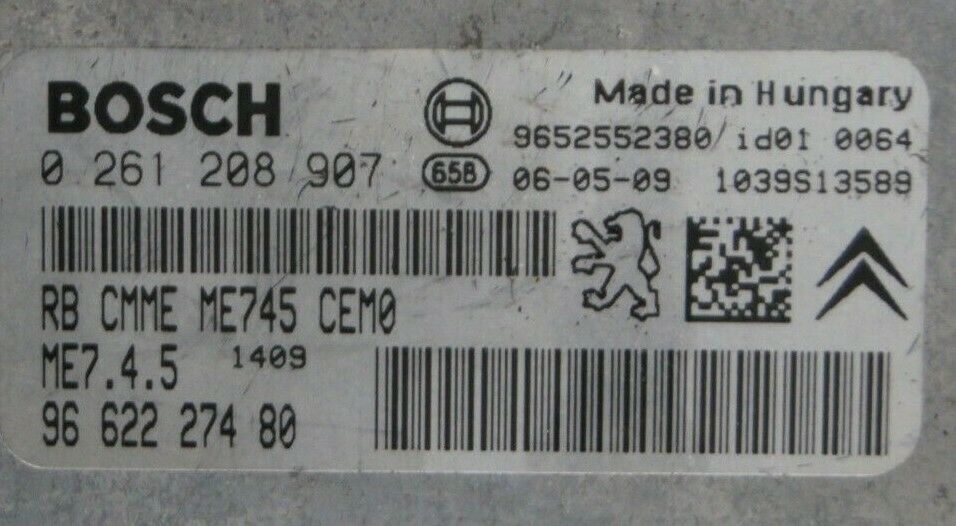 BOSCH
Made in Hungary
9652552380 id01 0064
0 261 208 907
658
06-05-09 1039S13589
RB CMME ME745 CEM0
ME7.4.5 1409
96 622 274 80